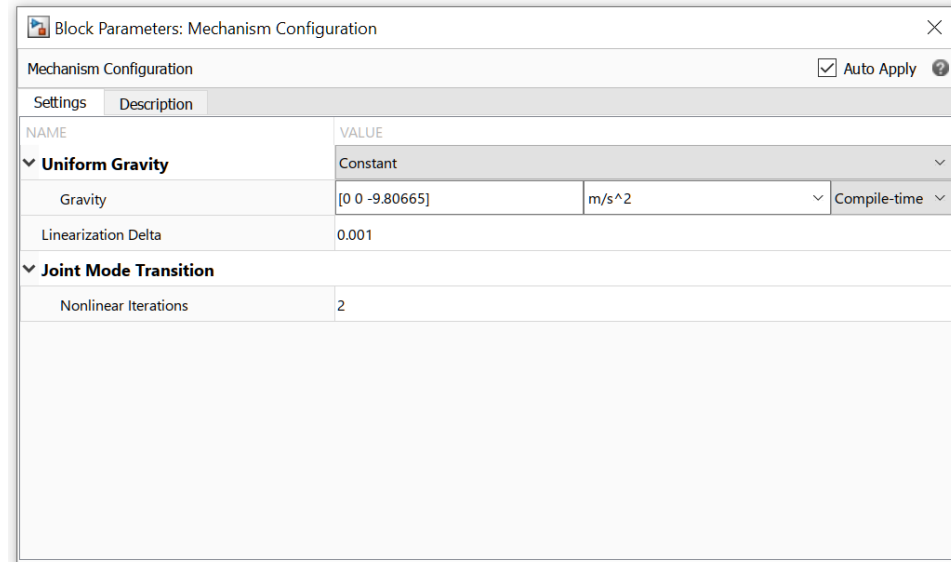 Block Parameters: Mechanism Configuration
Mechanism Configuration Auto Apply
Settings Description
NAME VALUE
Uniform Gravity Constant
Gravity [0 0 -9.80665] m/s^2 Compile-time
Linearization Delta 0.001
Joint Mode Transition
Nonlinear Iterations 2